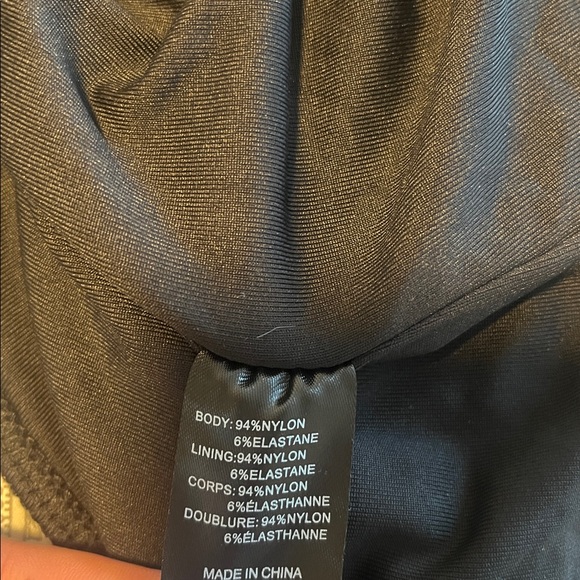 BODY: 94%NYLON
6%ELASTANE
LINING: 94%NYLON
6%ELASTANE
CORPS: 94%NYLON
6%ÉLASTHANNE
DOUBLURE: 94%NYLON
6%ÉLASTHANNE
MADE IN CHINA